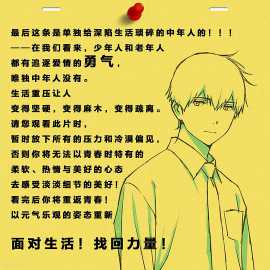 最后这条是单独给深陷生活琐碎的中年人的！！！
——在我们看来，少年人和老年人
都有追逐爱情的勇气，
唯独中年人没有。
生活重压让人
变得坚硬，变得麻木，变得疏离。
请您观看此片时，
暂时放下所有的压力和冷漠偏见，
否则你将无法以青春时特有的
柔软、热情与美好的心态
去感受淡淡细节的美好！
看完后你将重返青春！
以元气乐观的姿态重新
面对生活！找回力量！